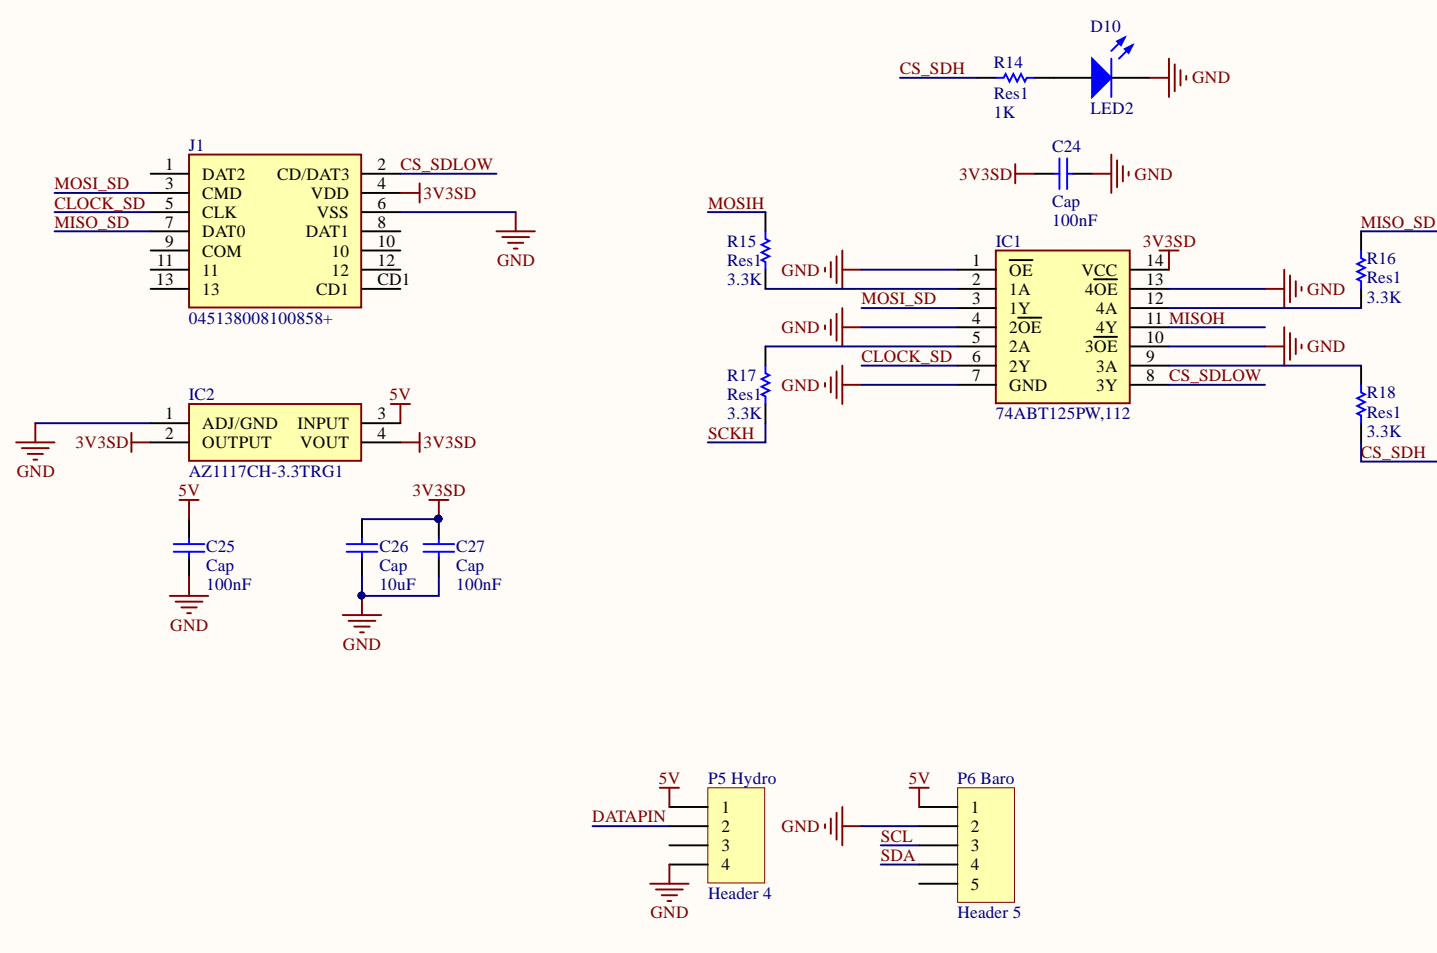 D10
CS_SDH
R14
Res1
1K
LED2
GND
C24
3V3SD
GND
Cap
100nF
J1
1 DAT2 CD/DAT3 2 CS_SDLOW
MOSI_SD 3 CMD VDD 4 3V3SD
CLOCK_SD 5 CLK VSS 6
MISO_SD 7 DAT0 DAT1 8
9 COM 10 10
11 11 12 12
13 13 CD1 CD1
GND
045138008100858+
MOSIH
R15
Res1
3.3K
IC1
3V3SD
GND 1 OE VCC 14
2 1A 4OE 13 GND
MOSI_SD 3 1Y 4A 12
GND 4 2OE 4Y 11 MISOH
5 2A 3OE 10 GND
CLOCK_SD 6 2Y 3A 9
GND 7 GND 3Y 8 CS_SDLOW
74ABT125PW,112
MISO_SD
R16
Res1
3.3K
R17
Res1
3.3K
SCKH
R18
Res1
3.3K
CS_SDH
IC2
5V
1 ADJ/GND INPUT 3
3V3SD 2 OUTPUT VOUT 4 3V3SD
GND
AZ1117CH-3.3TRG1
5V
C25
Cap
100nF
GND
3V3SD
C26
Cap
10uF
C27
Cap
100nF
GND
5V
P5 Hydro
1
DATAPIN 2
3
4
GND
Header 4
5V
P6 Baro
1
GND 2
SCL 3
SDA 4
5
Header 5